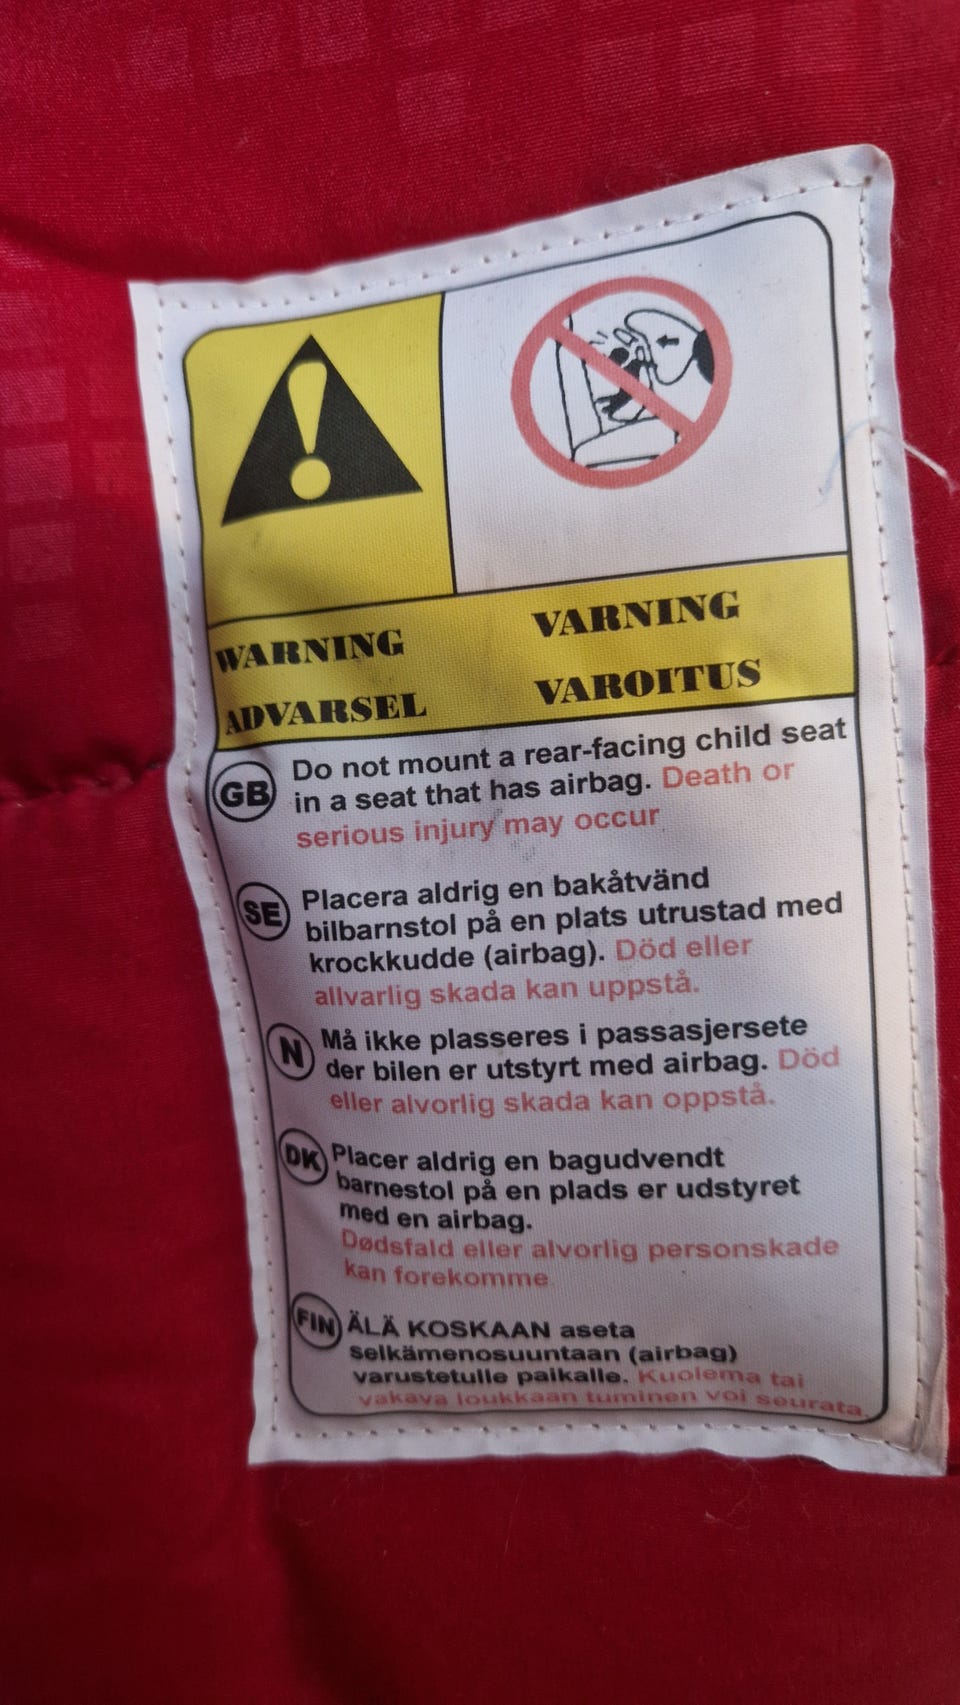 WARNING VARNING
ADVARSEL VAROITUS
GB Do not mount a rear-facing child seat
in a seat that has airbag. Death or
serious injury may occur
SE Placera aldrig en bakåtvänd
bilbarnstol på en plats utrustad med
krockkudde (airbag). Död eller
allvarlig skada kan uppstå.
N Må ikke plasseres i passasjersete
der bilen er utstyrt med airbag. Död
eller alvorlig skada kan oppstå.
DK Placer aldrig en bagudvendt
barnestol på en plads er udstyret
med en airbag.
Dødsfald eller alvorlig personskade
kan forekomme
FIN ÄLÄ KOSKAAN aseta
selkämenosuuntaan (airbag)
varustetulle paikalle. Kuolema tai
vakava loukkaan tuminen voi seurata.